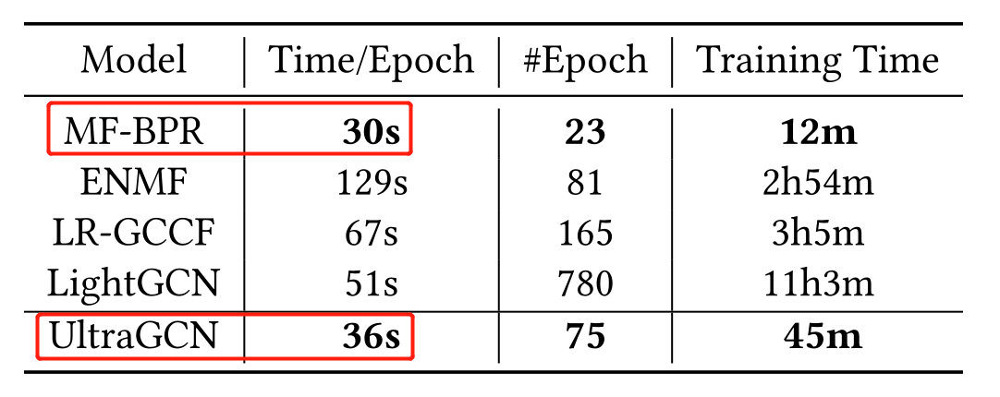 Model Time/Epoch #Epoch Training Time
MF-BPR 30s 23 12m
ENMF 129s 81 2h54m
LR-GCCF 67s 165 3h5m
LightGCN 51s 780 11h3m
UltraGCN 36s 75 45m